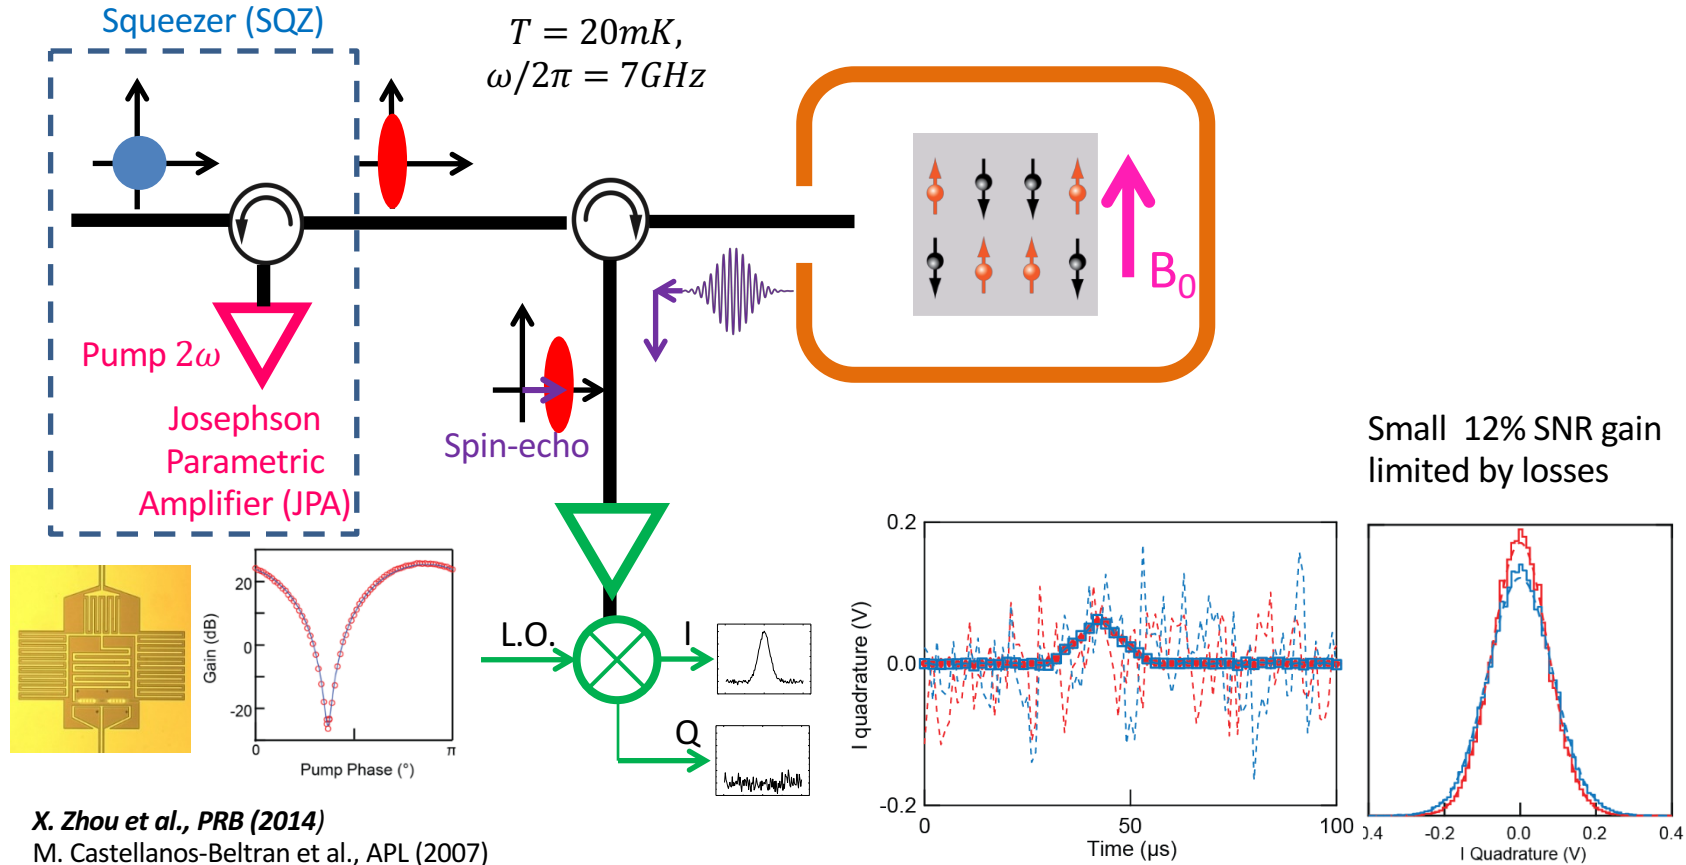 Squeezer (SQZ)
T = 20mK,
ω/2π = 7GHz
B0
Pump 2ω
Josephson
Parametric
Amplifier (JPA)
Spin-echo
Small 12% SNR gain
limited by losses
20
0
-20
Gain (dB)
0
π
Pump Phase (°)
L.O.
I
Q
0.2
0.0
-0.2
I quadrature (V)
0
50
100
Time (µs)
).4
-0.2
0.0
0.2
0.4
I Quadrature (V)
X. Zhou et al., PRB (2014)
M. Castellanos-Beltran et al., APL (2007)